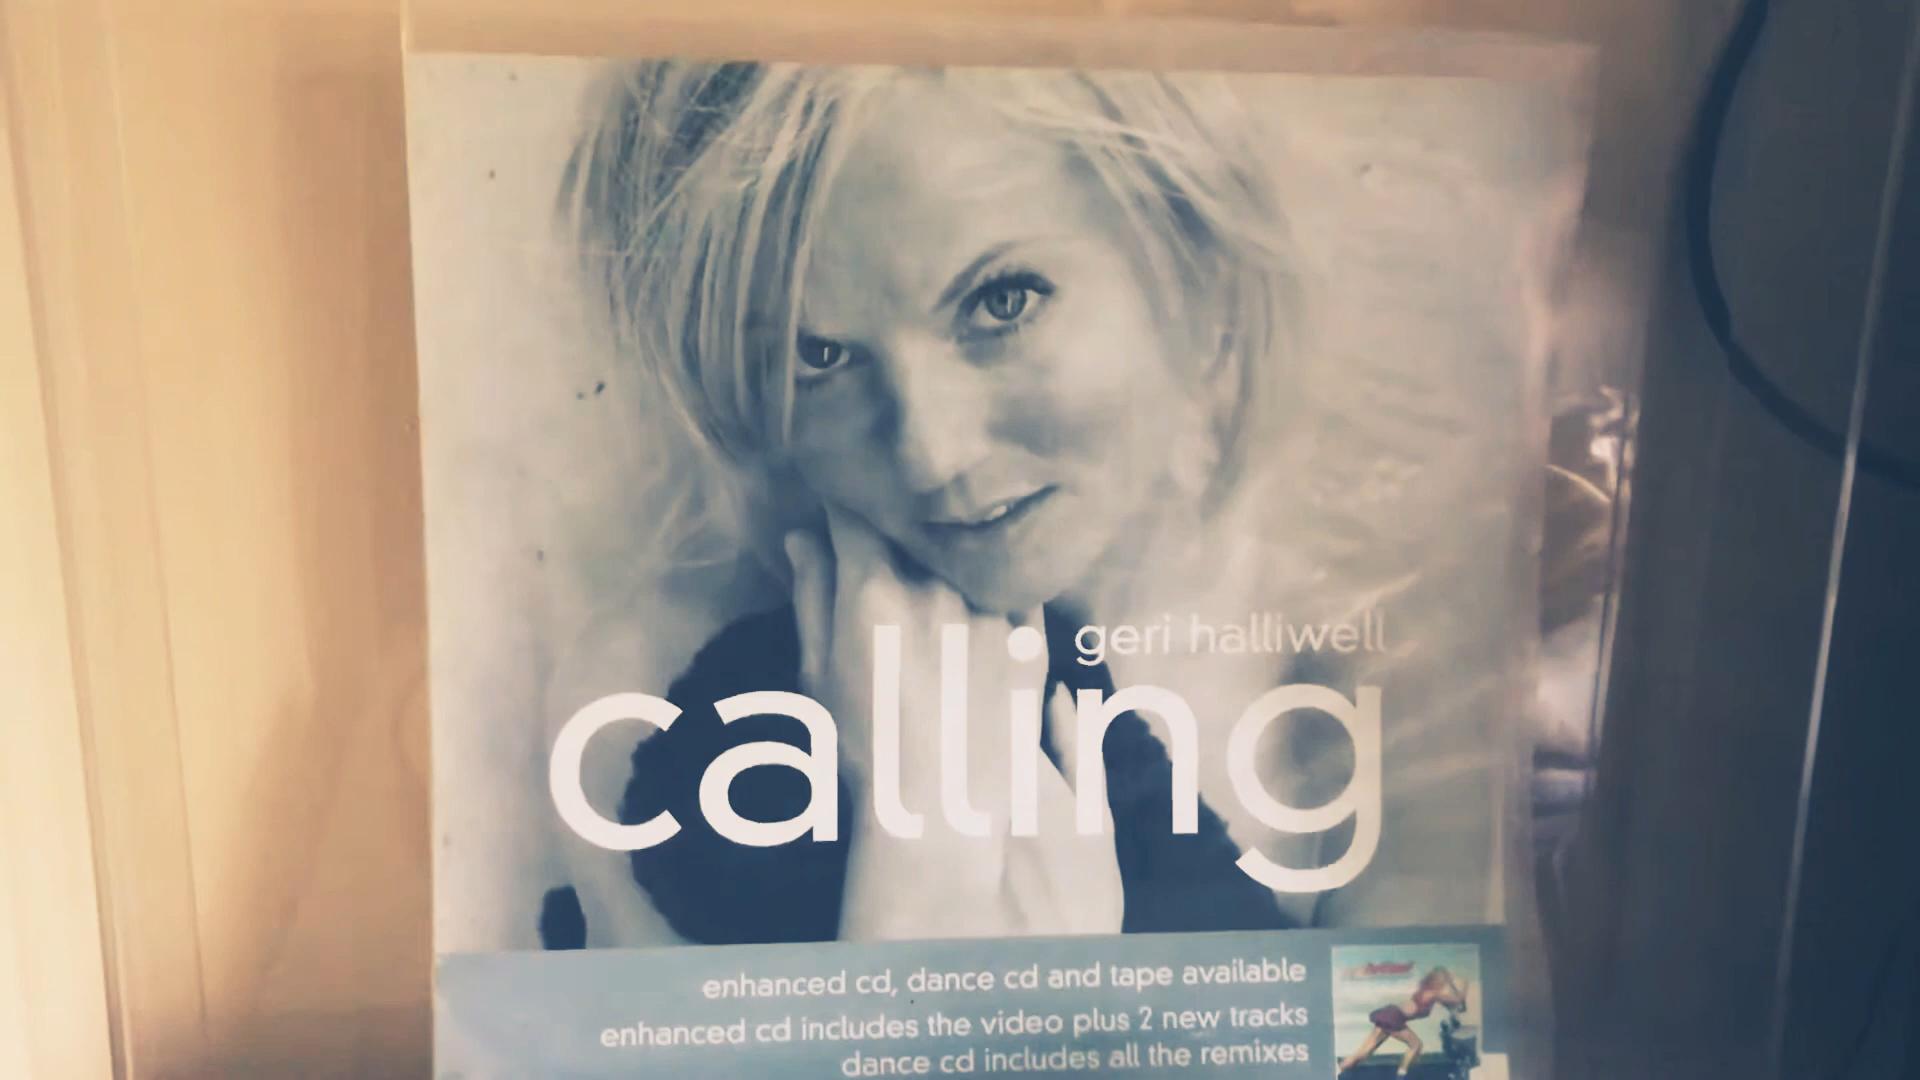 geri halliwell
calling
enhanced cd, dance cd and tape available
enhanced cd includes the video plus 2 new tracks
dance cd includes all the remixes